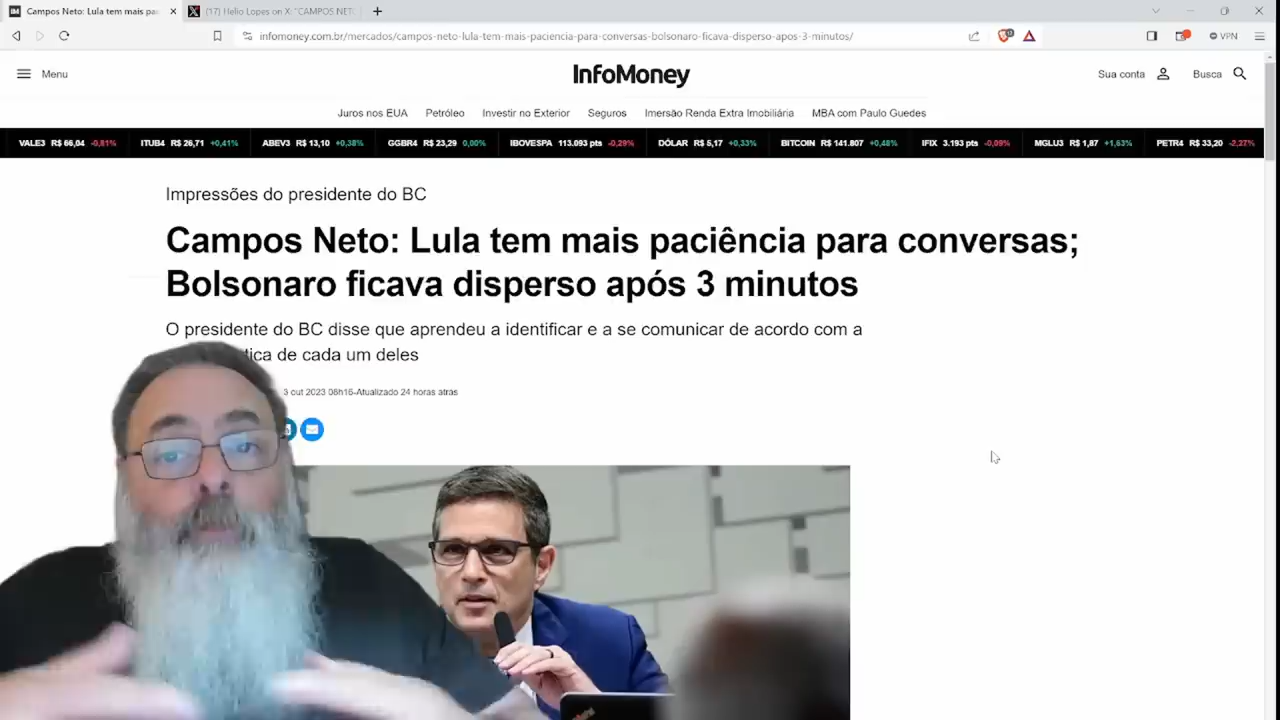 Campos Neto: Lula tem mais pa
(17) Helio Lopes on X: "CAMPOS NETO
infomoney.com.br/mercados/campos-neto-lula-tem-mais-paciencia-para-conversas-bolsonaro-ficava-disperso-apos-3-minutos/
VPN
Menu
InfoMoney
Sua conta
Busca
Juros nos EUA Petróleo Investir no Exterior Seguros Imersão Renda Extra Imobiliária MBA com Paulo Guedes
VALE3 R$ 66,04 -0,81% ITUB4 R$ 26,71 +0,41% ABEV3 R$ 13,10 +0,38% GGBR4 R$ 23,29 0,00% IBOVESPA 113.093 pts -0,29% DÓLAR R$ 5,17 +0,33% BITCOIN R$ 141.807 +0,48% IFIX 3.193 pts -0,09% MGLU3 R$ 1,87 +1,63% PETR4 R$ 33,20 -2,27%
Impressões do presidente do BC
Campos Neto: Lula tem mais paciência para conversas;
Bolsonaro ficava disperso após 3 minutos
O presidente do BC disse que aprendeu a identificar e a se comunicar de acordo com a
tica de cada um deles
3 out 2023 08h16-Atualizado 24 horas atras